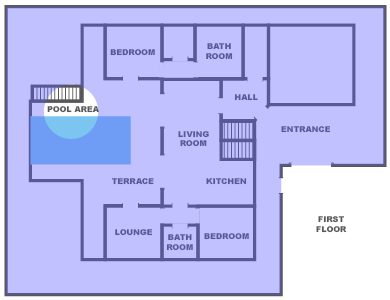 BEDROOM
BATH
ROOM
HALL
POOL AREA
ENTRANCE
LIVING
ROOM
TERRACE
KITCHEN
LOUNGE
BATH
ROOM
BEDROOM
FIRST
FLOOR